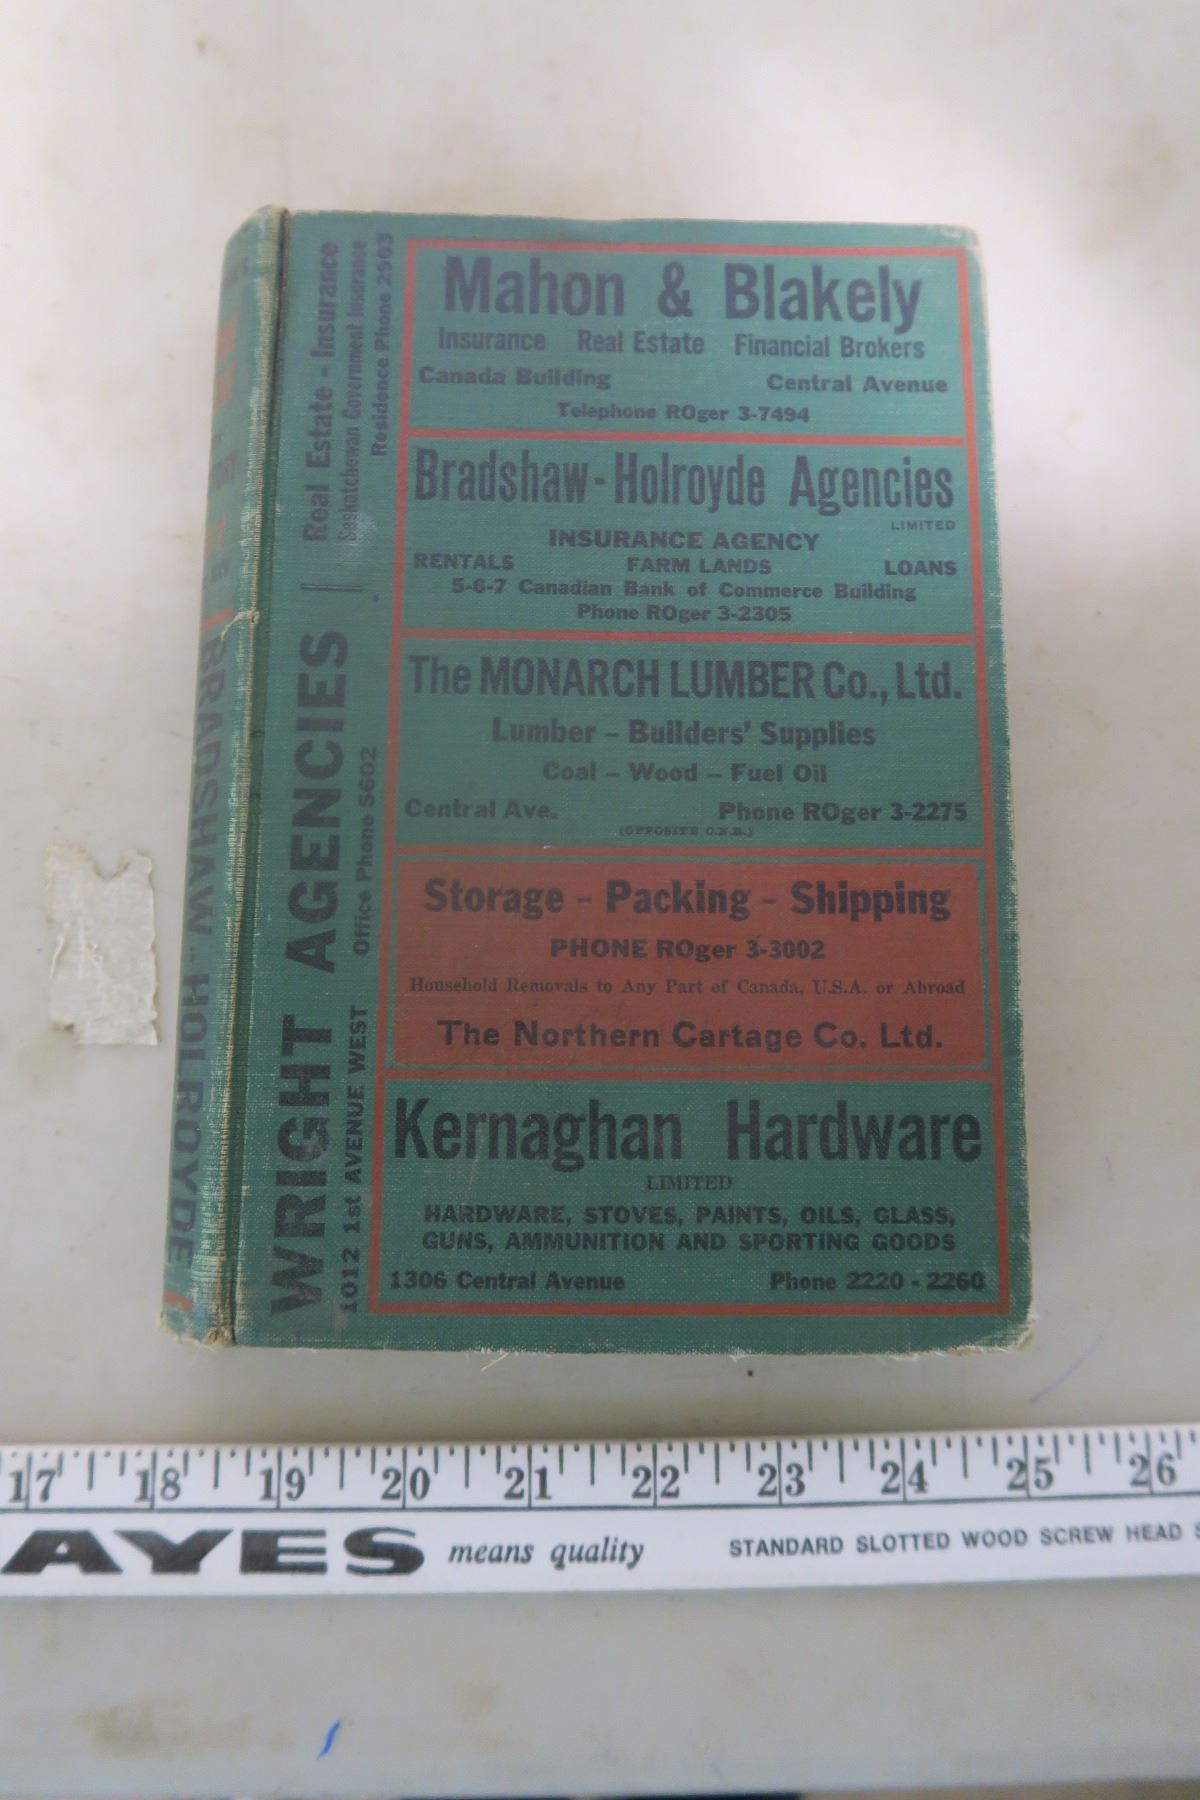 Mahon & Blakely
Insurance Real Estate Financial Brokers
Canada Building Central Avenue
Telephone ROger 3-7494
Bradshaw-Holroyde Agencies
LIMITED
INSURANCE AGENCY
RENTALS FARM LANDS LOANS
5-6-7 Canadian Bank of Commerce Building
Phone ROger 3-2305
The MONARCH LUMBER Co., Ltd.
Lumber - Builders' Supplies
Coal - Wood - Fuel Oil
Central Ave. Phone ROger 3-2275
(OPPOSITE C.N.R.)
Storage - Packing - Shipping
PHONE ROger 3-3002
Household Removals to Any Part of Canada, U.S.A. or Abroad
The Northern Cartage Co. Ltd.
Kernaghan Hardware
LIMITED
HARDWARE, STOVES, PAINTS, OILS, GLASS,
GUNS, AMMUNITION AND SPORTING GOODS
1306 Central Avenue Phone 2220 - 2260
WRIGHT AGENCIES
1012 1st AVENUE WEST Office Phone 5602
Real Estate - Insurance
Saskatchewan Government Insurance
Residence Phone 2963
BRADSHAW-HOLROYDE
17 18 19 20 21 22 23 24 25 26
AYES means quality STANDARD SLOTTED WOOD SCREW HEAD